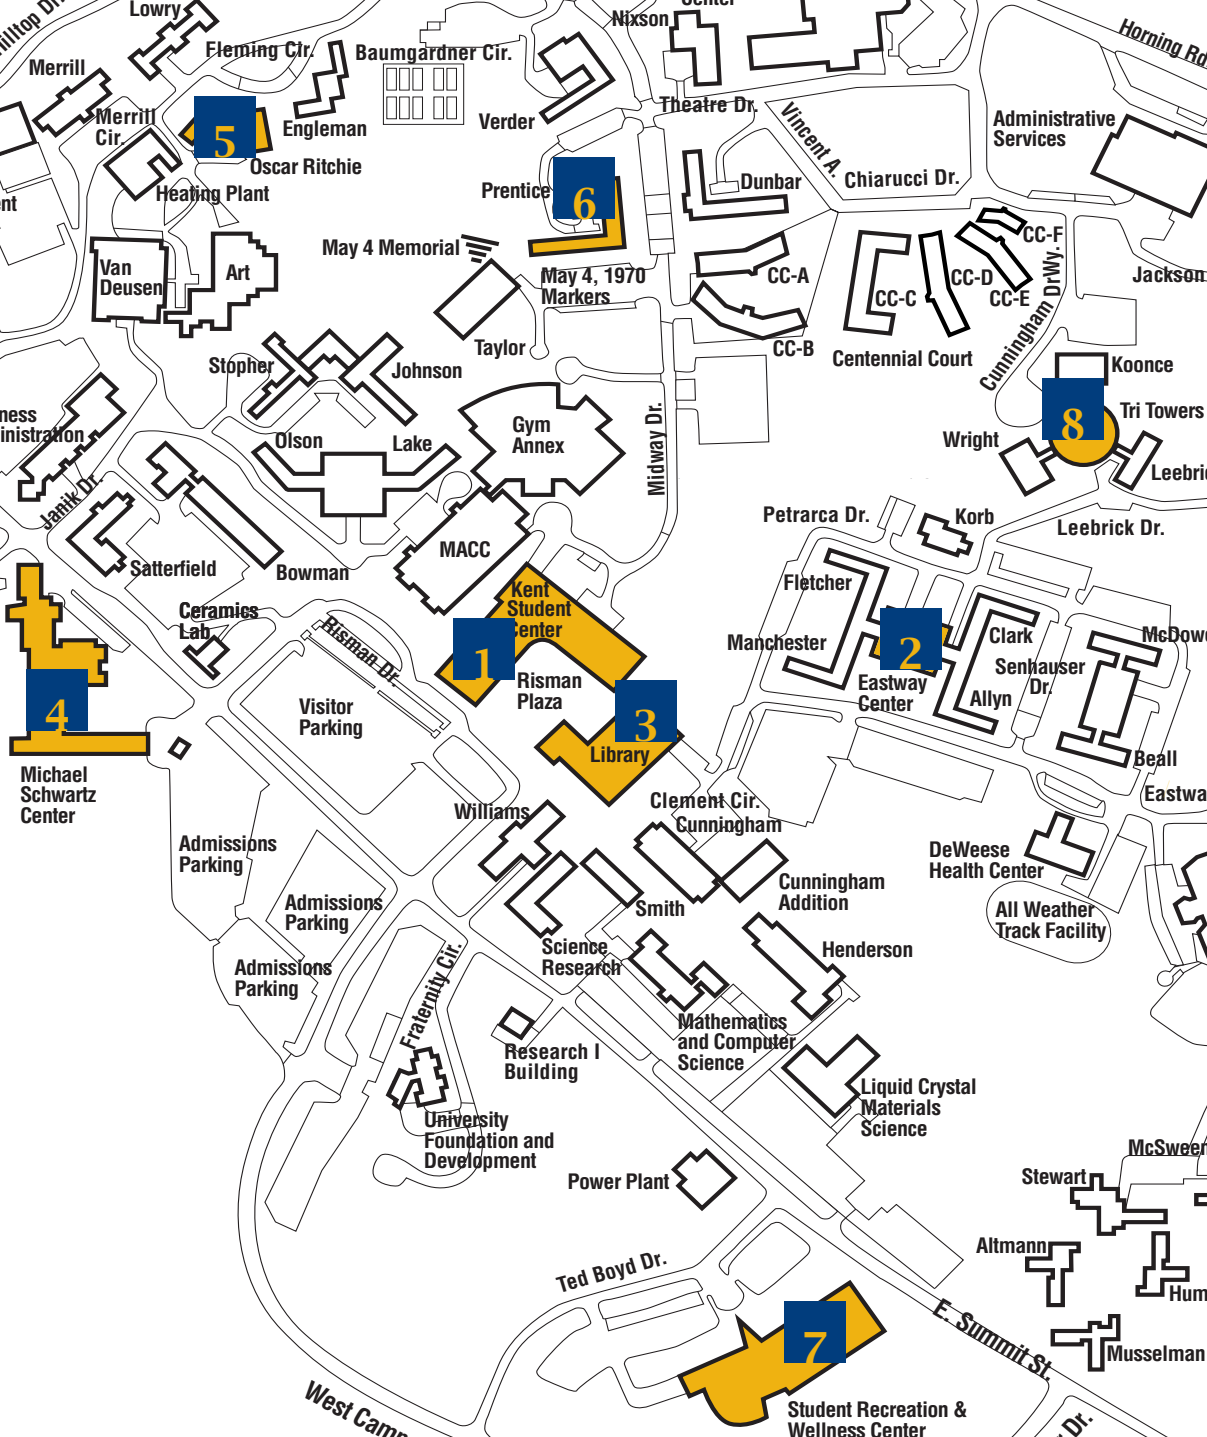 Lowry
Nixson
Horning Rd
Fleming Cir.
Baumgardner Cir.
Merrill
Theatre Dr.
Vincent A.
Chiarucci Dr.
Merrill
Cir.
Engleman
Verder
Administrative
Services
5
Oscar Ritchie
Heating Plant
Prentice
6
Dunbar
May 4 Memorial
Van
Deusen
Art
May 4, 1970
Markers
CC-A
CC-F
CC-D
CC-E
CC-C
Cunningham DrWy.
Jackson
Taylor
CC-B
Centennial Court
Stopher
Johnson
Koonce
8
Tri Towers
Gym
Annex
Midway Dr.
Olson
Lake
Wright
Janik Dr.
Petrarca Dr.
Korb
Leebrick Dr.
MACC
Satterfield
Bowman
Fletcher
Kent
Student
Center
1
Ceramics
Lab
Risman Dr.
Manchester
2
Clark
Senhauser
Dr.
Allyn
Eastway
Center
Risman
Plaza
4
Visitor
Parking
3
Library
Beall
Michael
Schwartz
Center
Williams
Clement Cir.
Cunningham
Admissions
Parking
DeWeese
Health Center
Cunningham
Addition
Admissions
Parking
Smith
All Weather
Track Facility
Science
Research
Henderson
Admissions
Parking
Fraternity Cir.
Mathematics
and Computer
Science
Research I
Building
Liquid Crystal
Materials
Science
University
Foundation and
Development
Power Plant
Stewart
Altmann
Ted Boyd Dr.
E. Summit St.
7
Musselman
West Camp
Student Recreation &
Wellness Center
Dr.